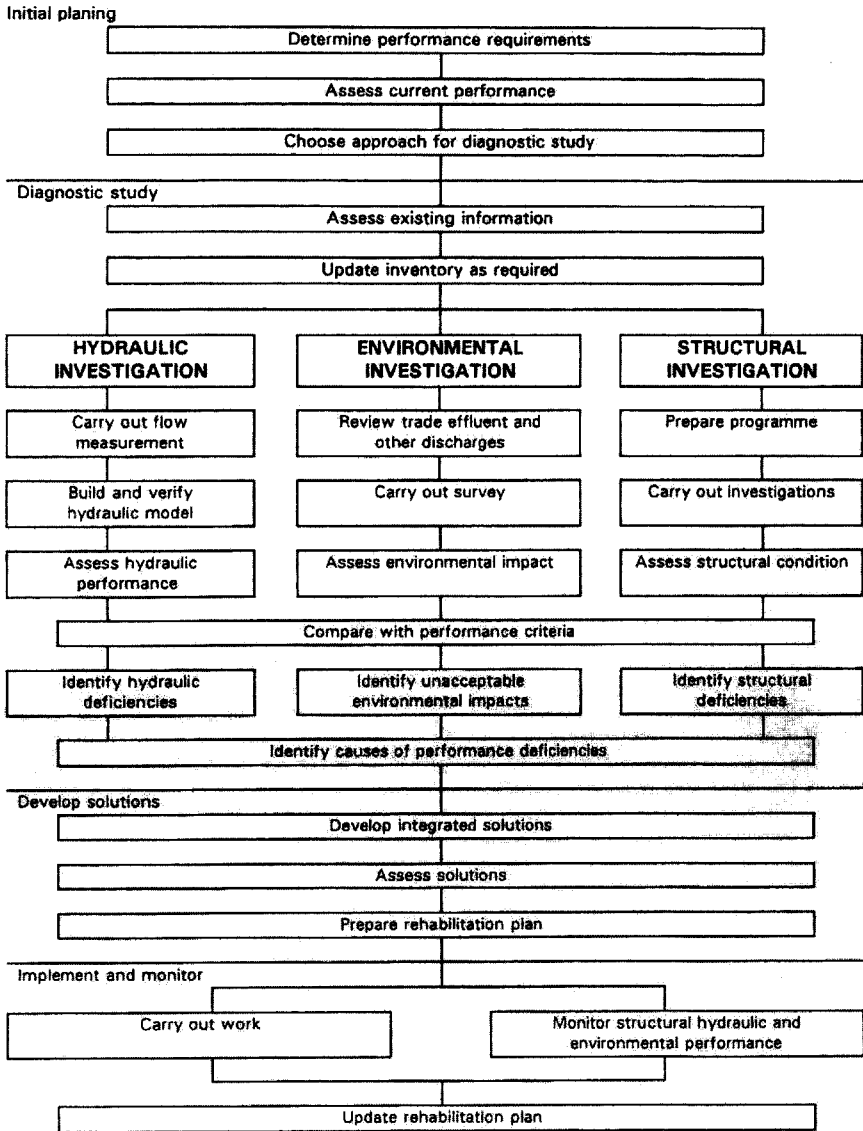 Initial planing
Determine performance requirements
Assess current performance
Choose approach for diagnostic study
Diagnostic study
Assess existing information
Update inventory as required
HYDRAULIC
INVESTIGATION
ENVIRONMENTAL
INVESTIGATION
STRUCTURAL
INVESTIGATION
Carry out flow
measurement
Review trade effluent and
other discharges
Prepare programme
Build and verify
hydraulic model
Carry out survey
Carry out investigations
Assess hydraulic
performance
Assess environmental impact
Assess structural condition
Compare with performance criteria
Identify hydraulic
deficiencies
Identify unacceptable
environmental impacts
Identify structural
deficiencies
Identify causes of performance deficiencies
Develop solutions
Develop integrated solutions
Assess solutions
Prepare rehabilitation plan
Implement and monitor
Carry out work
Monitor structural hydraulic and
environmental performance
Update rehabilitation plan